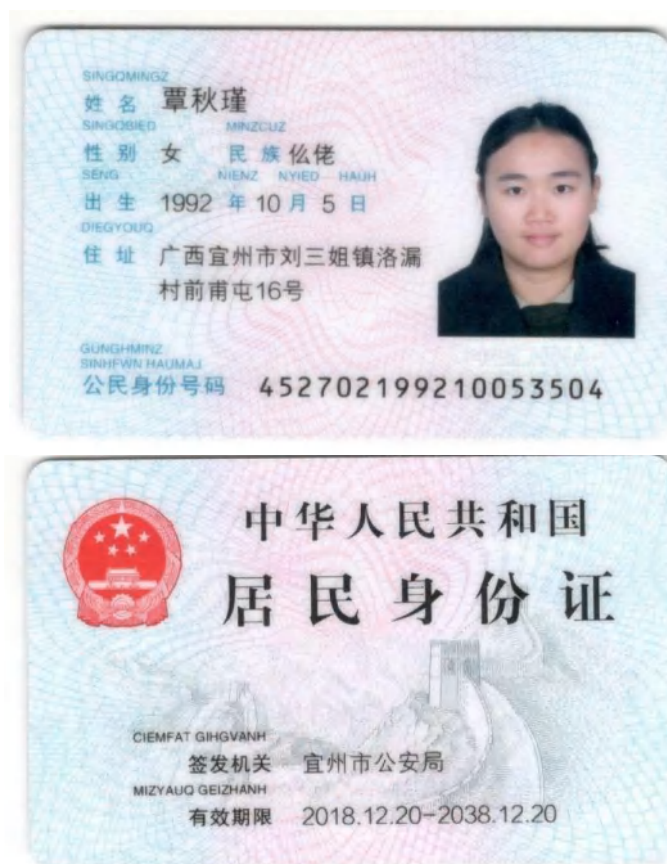 SINGQMINGZ
姓 名 覃秋瑾
SINGQBIED MINZCUZ
性 别 女 民 族 仫佬
SENG NIENZ NYIED HAUH
出 生 1992 年 10 月 5 日
DIEGYOUQ
住 址 广西宜州市刘三姐镇洛漏
村前甫屯16号
GUNGHMINZ
SINHFWN HAUMAJ
公民身份号码 452702199210053504
中华人民共和国
居民身份证
CIEMFAT GIHGVANH
签发机关 宜州市公安局
MIZYAUQ GEIZHANH
有效期限 2018.12.20-2038.12.20